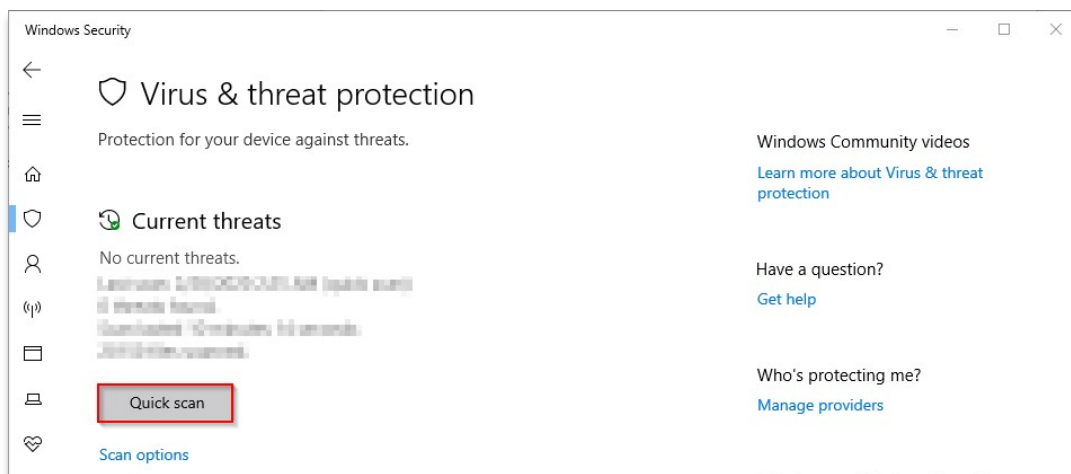 Windows Security
Virus & threat protection
Protection for your device against threats.
Current threats
No current threats.
Quick scan
Scan options
Windows Community videos
Learn more about Virus & threat
protection
Have a question?
Get help
Who's protecting me?
Manage providers